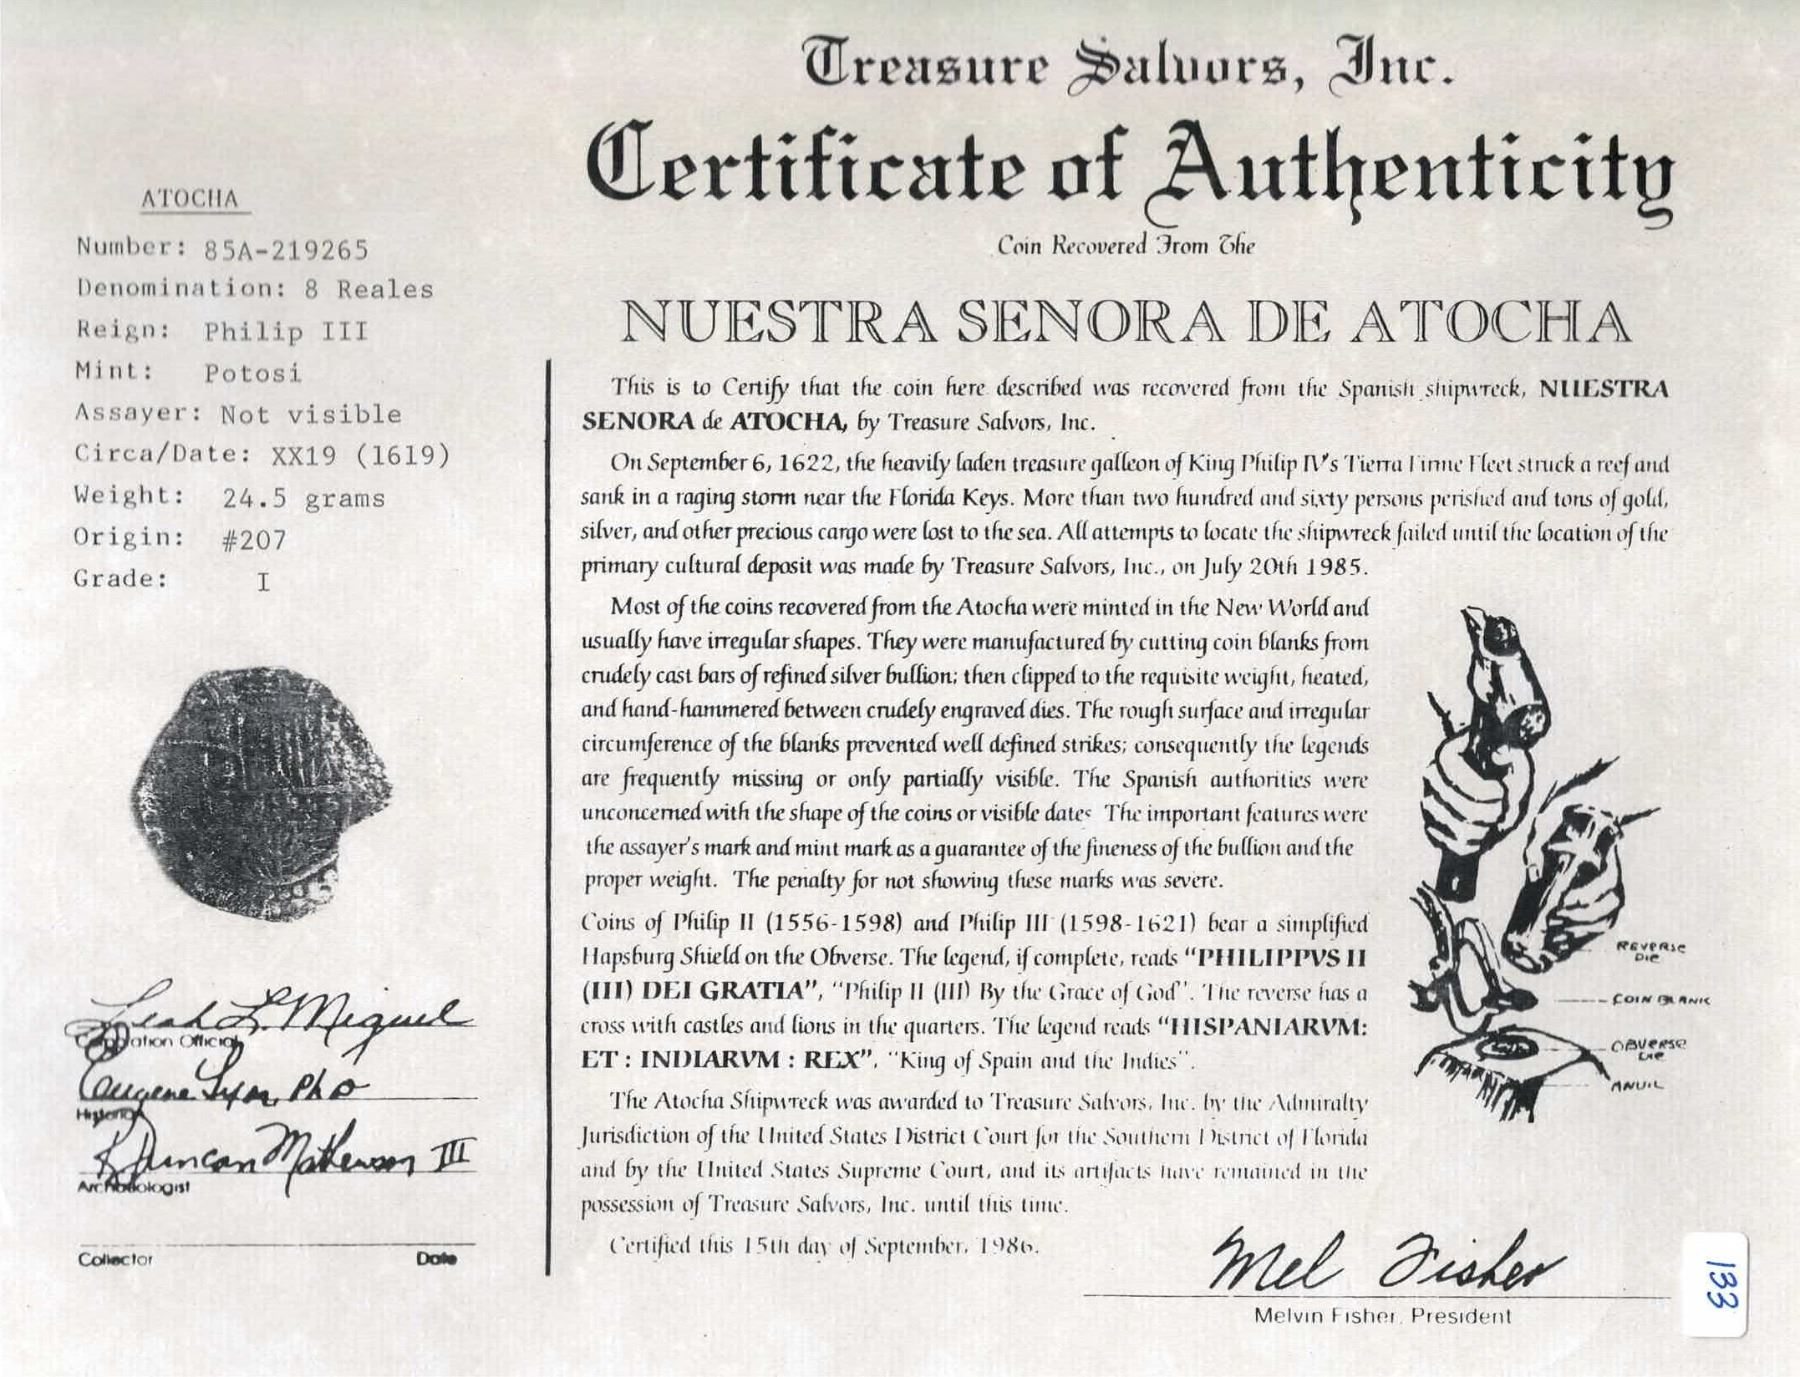 Treasure Salvors, Inc.
Certificate of Authenticity
Coin Recovered From The
NUESTRA SENORA DE ATOCHA
ATOCHA
Number: 85A-219265
Denomination: 8 Reales
Reign: Philip III
Mint: Potosi
Assayer: Not visible
Circa/Date: XX19 (1619)
Weight: 24.5 grams
Origin: #207
Grade: I
Leah L. Miguel
Eugene Lyon, PhD
Historian
R Duncan Mathewson III
Archaeologist
Collector Date
This is to Certify that the coin here described was recovered from the Spanish shipwreck, NUESTRA
SENORA de ATOCHA, by Treasure Salvors, Inc.
On September 6, 1622, the heavily laden treasure galleon of King Philip IV's Tierra Firme Fleet struck a reef and
sank in a raging storm near the Florida Keys. More than two hundred and sixty persons perished and tons of gold,
silver, and other precious cargo were lost to the sea. All attempts to locate the shipwreck failed until the location of the
primary cultural deposit was made by Treasure Salvors, Inc., on July 20th 1985.
Most of the coins recovered from the Atocha were minted in the New World and
usually have irregular shapes. They were manufactured by cutting coin blanks from
crudely cast bars of refined silver bullion; then clipped to the requisite weight, heated,
and hand-hammered between crudely engraved dies. The rough surface and irregular
circumference of the blanks prevented well defined strikes; consequently the legends
are frequently missing or only partially visible. The Spanish authorities were
unconcerned with the shape of the coins or visible dates The important features were
the assayer's mark and mint mark as a guarantee of the fineness of the bullion and the
proper weight. The penalty for not showing these marks was severe.
Coins of Philip II (1556-1598) and Philip III (1598-1621) bear a simplified
Hapsburg Shield on the Obverse. The legend, if complete, reads "PHILIPPVS II
(III) DEI GRATIA", "Philip II (III) By the Grace of God". The reverse has a
cross with castles and lions in the quarters. The legend reads "HISPANIARVM:
ET : INDIARVM : REX", "King of Spain and the Indies".
The Atocha Shipwreck was awarded to Treasure Salvors, Inc. by the Admiralty
Jurisdiction of the United States District Court for the Southern District of Florida
and by the United States Supreme Court, and its artifacts have remained in the
possession of Treasure Salvors, Inc. until this time.
Certified this 15th day of September, 1986.
REVERSE
DIE
COIN BLANK
OBVERSE
DIE
ANVIL
Mel Fisher
Melvin Fisher, President
133